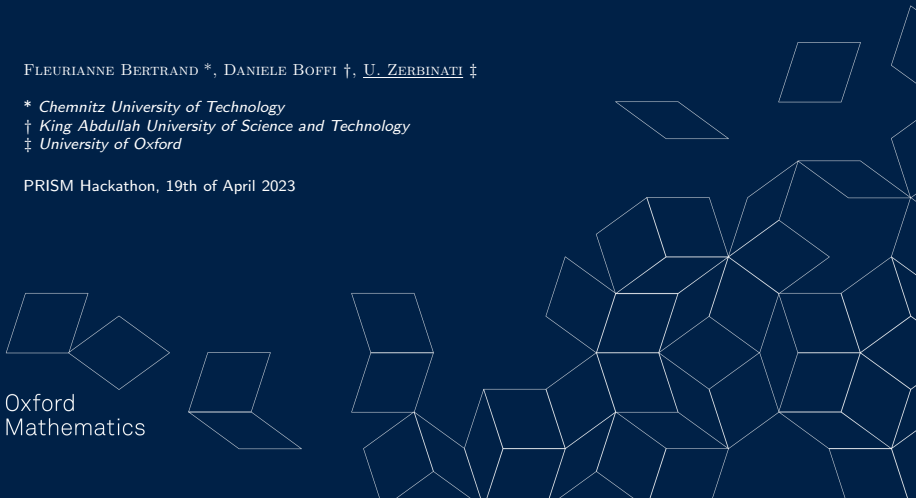 Fleurianne Bertrand *, Daniele Boffi †, U. Zerbinati ‡
* Chemnitz University of Technology
† King Abdullah University of Science and Technology
‡ University of Oxford
PRISM Hackathon, 19th of April 2023
Oxford
Mathematics